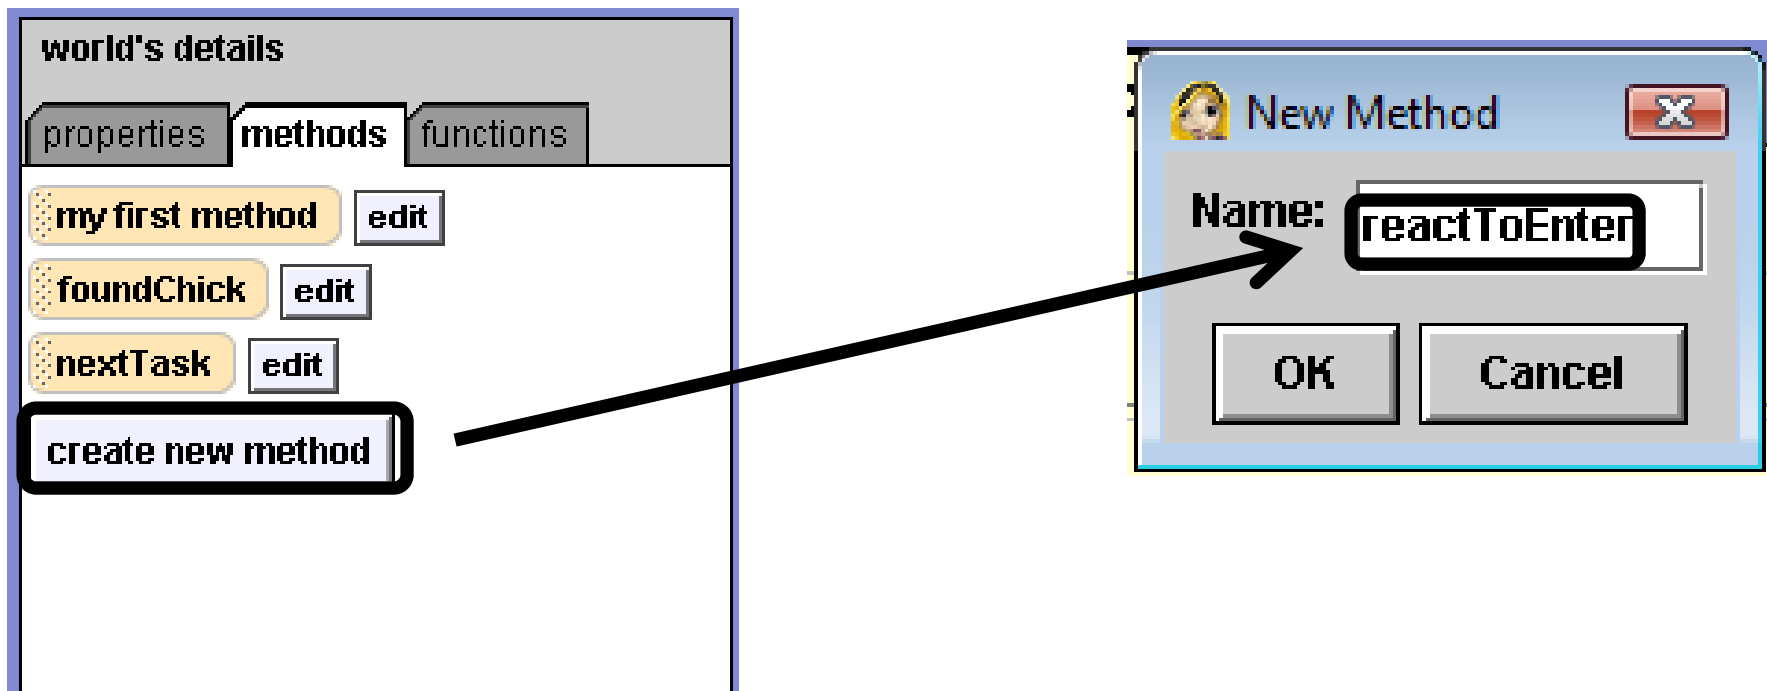 world's details
properties methods functions
my first method edit
foundChick edit
nextTask edit
create new method
New Method
Name: reactToEnter
OK Cancel